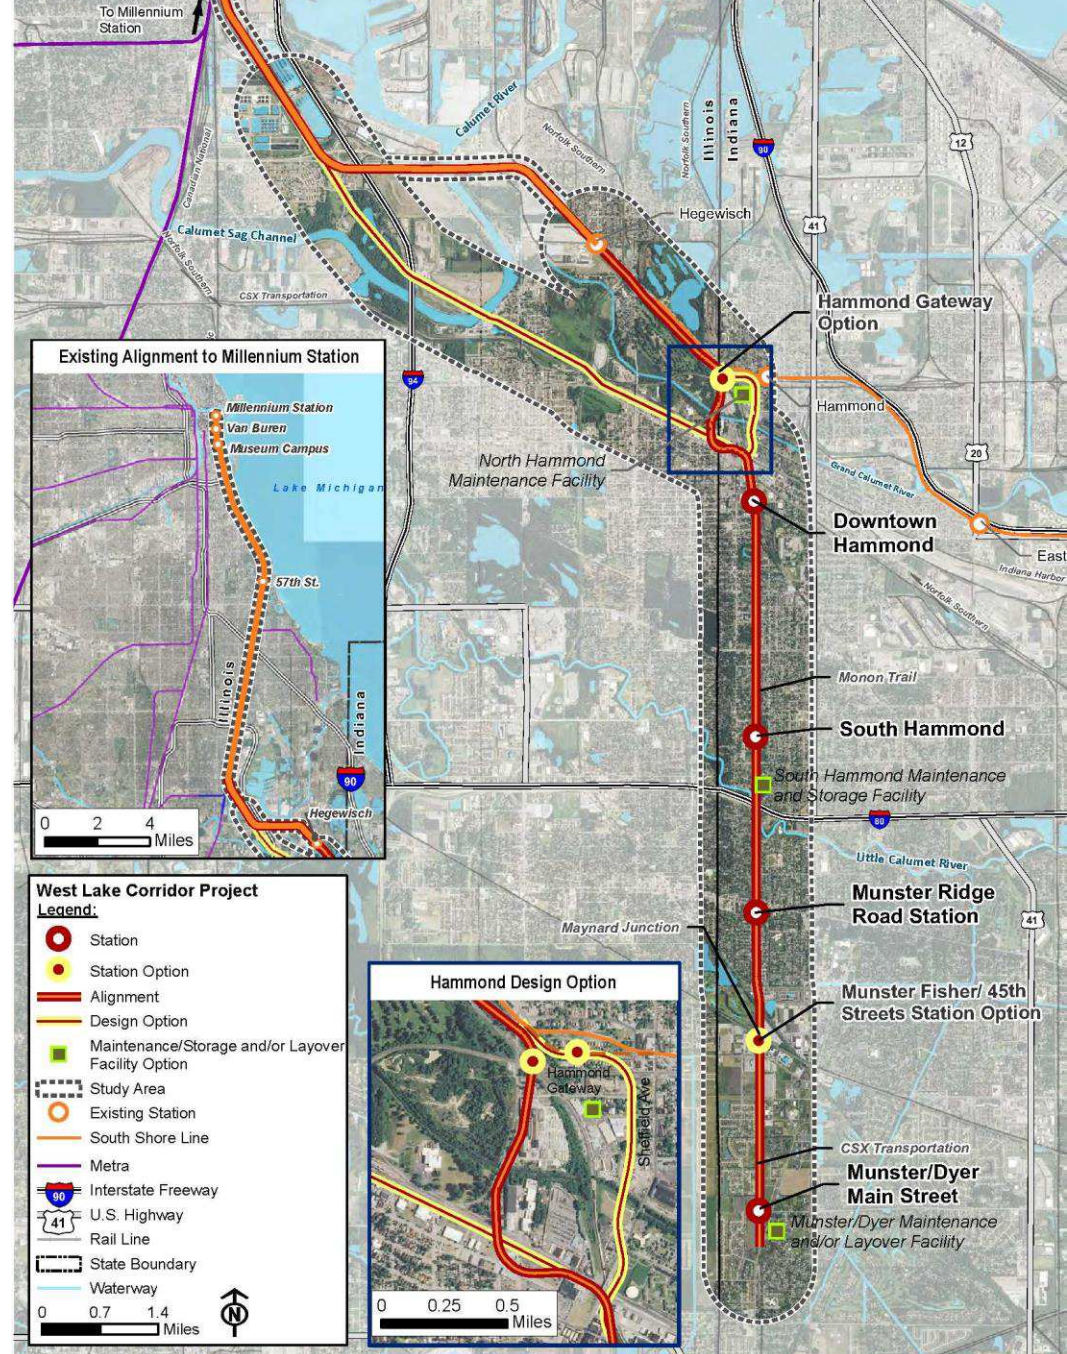 To Millennium
Station
Calumet River
Norfolk Southern
Norfolk Southern
Illinois
Indiana
90
12
Canadian National
Hegewisch
41
Calumet Sag Channel
Norfolk Southern
CSX Transportation
Hammond Gateway
Option
94
Hammond
20
North Hammond
Maintenance Facility
Grand Calumet River
Downtown
Hammond
East
Indiana Harbor
Norfolk Southern
Monon Trail
South Hammond
South Hammond Maintenance
and Storage Facility
80
Little Calumet River
Munster Ridge
Road Station
41
Maynard Junction
Munster Fisher/ 45th
Streets Station Option
CSX Transportation
Munster/Dyer
Main Street
Munster/Dyer Maintenance
and/or Layover Facility
Existing Alignment to Millennium Station
Millennium Station
Van Buren
Museum Campus
Lake Michigan
57th St.
Illinois
Indiana
90
Hegewisch
0 2 4
Miles
West Lake Corridor Project
Legend:
Station
Station Option
Alignment
Design Option
Maintenance/Storage and/or Layover
Facility Option
Study Area
Existing Station
South Shore Line
Metra
90 Interstate Freeway
41 U.S. Highway
Rail Line
State Boundary
Waterway
0 0.7 1.4
Miles
N
Hammond Design Option
Hammond
Gateway
Sheffield Ave
0 0.25 0.5
Miles